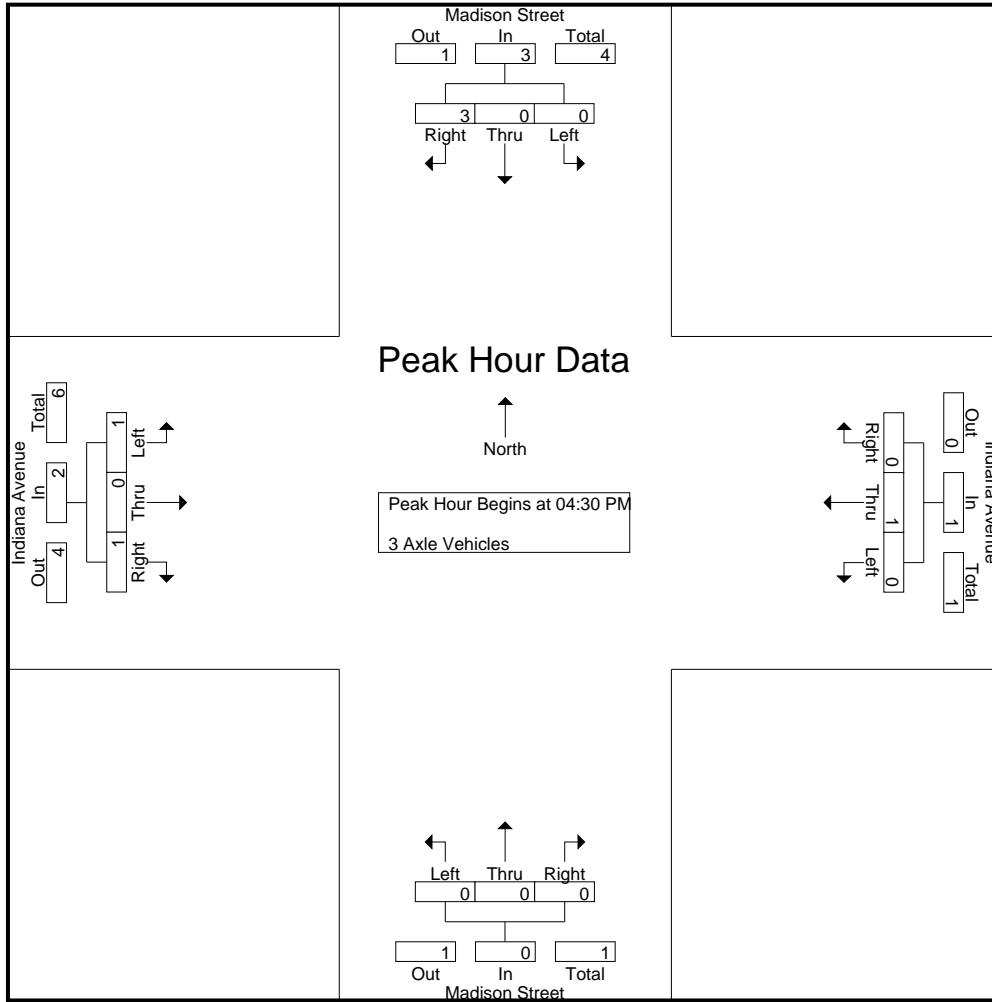 Madison Street
Out In Total
1 3 4
3 0 0
Right Thru Left
Peak Hour Data
North
Peak Hour Begins at 04:30 PM
3 Axle Vehicles
Indiana Avenue
Out In Total
4 2 6
1 0 1
Right Thru Left
Indiana Avenue
Out In Total
0 1 1
0 1 0
Right Thru Left
Left Thru Right
0 0 0
1 0 1
Out In Total
Madison Street